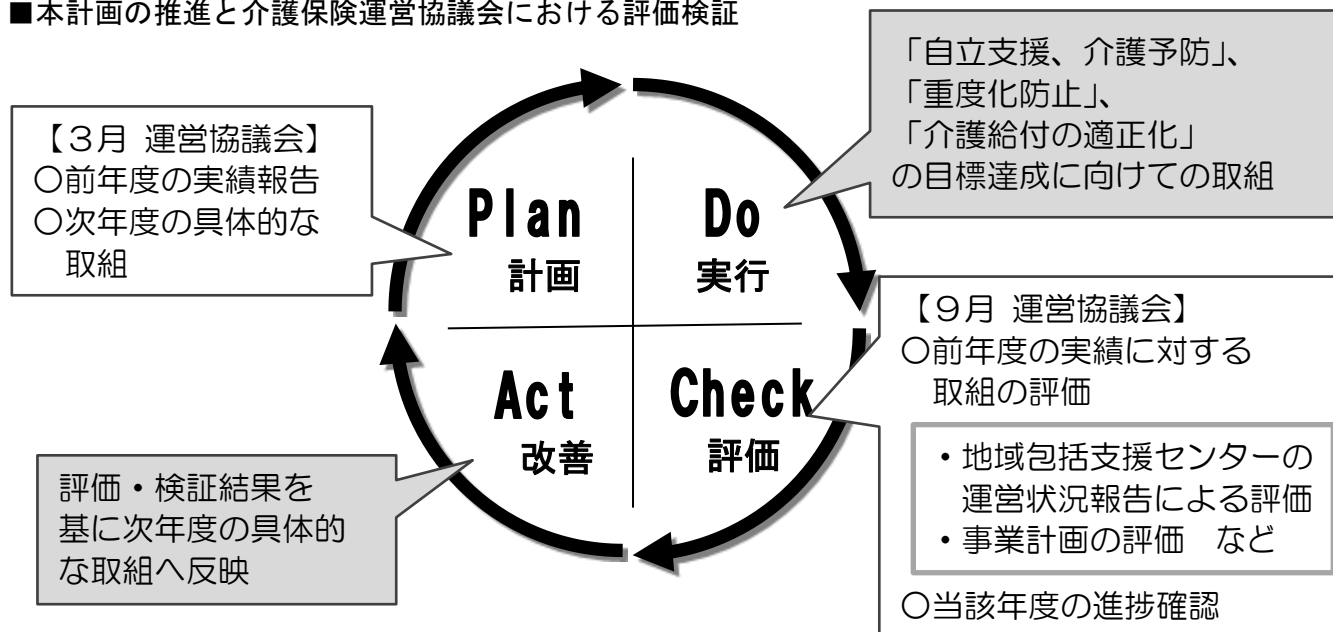 ■本計画の推進と介護保険運営協議会における評価検証
【3月 運営協議会】
○前年度の実績報告
○次年度の具体的な
取組
Plan
計画
Do
実行
「自立支援、介護予防」、
「重度化防止」、
「介護給付の適正化」
の目標達成に向けての取組
Act
改善
Check
評価
【9月 運営協議会】
○前年度の実績に対する
取組の評価
・地域包括支援センターの
運営状況報告による評価
・事業計画の評価　など
○当該年度の進捗確認
評価・検証結果を
基に次年度の具体的
な取組へ反映